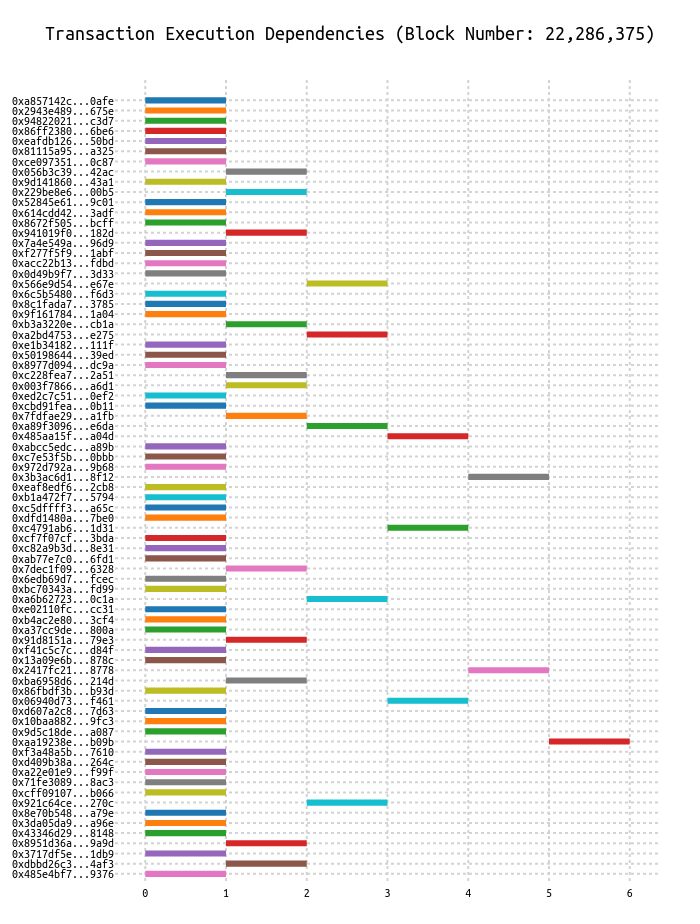 Transaction Execution Dependencies (Block Number: 22,286,375)
0xa857142c...0afe
0x2943e489...675e
0x94822021...c3d7
0x86ff2380...6be6
0xeafdb126...50bd
0x81115a95...a325
0xce097351...0c87
0x056b3c39...42ac
0x9d141860...43a1
0x229be8e6...00b5
0x52845e61...9c01
0x614cdd42...3adf
0x8672f505...bcff
0x941019f0...182d
0x7a4e549a...96d9
0xf277f5f9...1abf
0xacc22b13...fdbd
0x0d49b9f7...3d33
0x566e9d54...e67e
0x6c5b5480...f6d3
0x8c1fada7...3785
0x9f161784...1a04
0xb3a3220e...cb1a
0xa2bd4753...e275
0xe1b34182...111f
0x50198644...39ed
0x8977d094...dc9a
0xc228fea7...2a51
0x003f7866...a6d1
0xed2c7c51...0ef2
0xcbd91fea...0b11
0x7fdfae29...a1fb
0xa89f3096...e6da
0x485aa15f...a04d
0xabcc5edc...a89b
0xc7e53f5b...0bbb
0x972d792a...9b68
0x3b3ac6d1...8f12
0xeaf8edf6...2cb8
0xb1a472f7...5794
0xc5dffff3...a65c
0xdfd1480a...7be0
0xc4791ab6...1d31
0xcf7f07cf...3bda
0xc82a9b3d...8e31
0xab77e7c0...6fd1
0x7dec1f09...6328
0x6edb69d7...fcec
0xbc70343a...fd99
0xa6b62723...0c1a
0xe02110fc...cc31
0xb4ac2e80...3cf4
0xa37cc9de...800a
0x91d8151a...79e3
0xf41c5c7c...d84f
0x13a09e6b...878c
0x2417fc21...8778
0xba6958d6...214d
0x86fbdf3b...b93d
0x06940d73...f461
0xd607a2c8...7d63
0x10baa882...9fc3
0x9d5c18de...a087
0xaa19238e...b09b
0xf3a48a5b...7610
0xd409b38a...264c
0xa22e01e9...f99f
0x71fe3089...8ac3
0xcff09107...b066
0x921c64ce...270c
0x8e70b548...a79e
0x3da05da9...a96e
0x43346d29...8148
0x8951d36a...9a9d
0x3717df5e...1db9
0xdbbd26c3...4af3
0x485e4bf7...9376
0 1 2 3 4 5 6